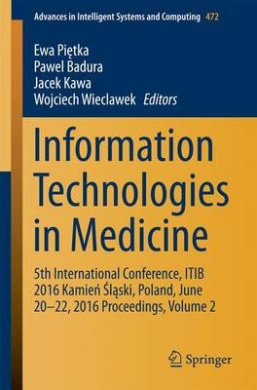 Advances in Intelligent Systems and Computing 472
Ewa Piętka
Pawel Badura
Jacek Kawa
Wojciech Wieclawek Editors
Information
Technologies
in Medicine
5th International Conference, ITIB
2016 Kamień Śląski, Poland, June
20–22, 2016 Proceedings, Volume 2
Springer